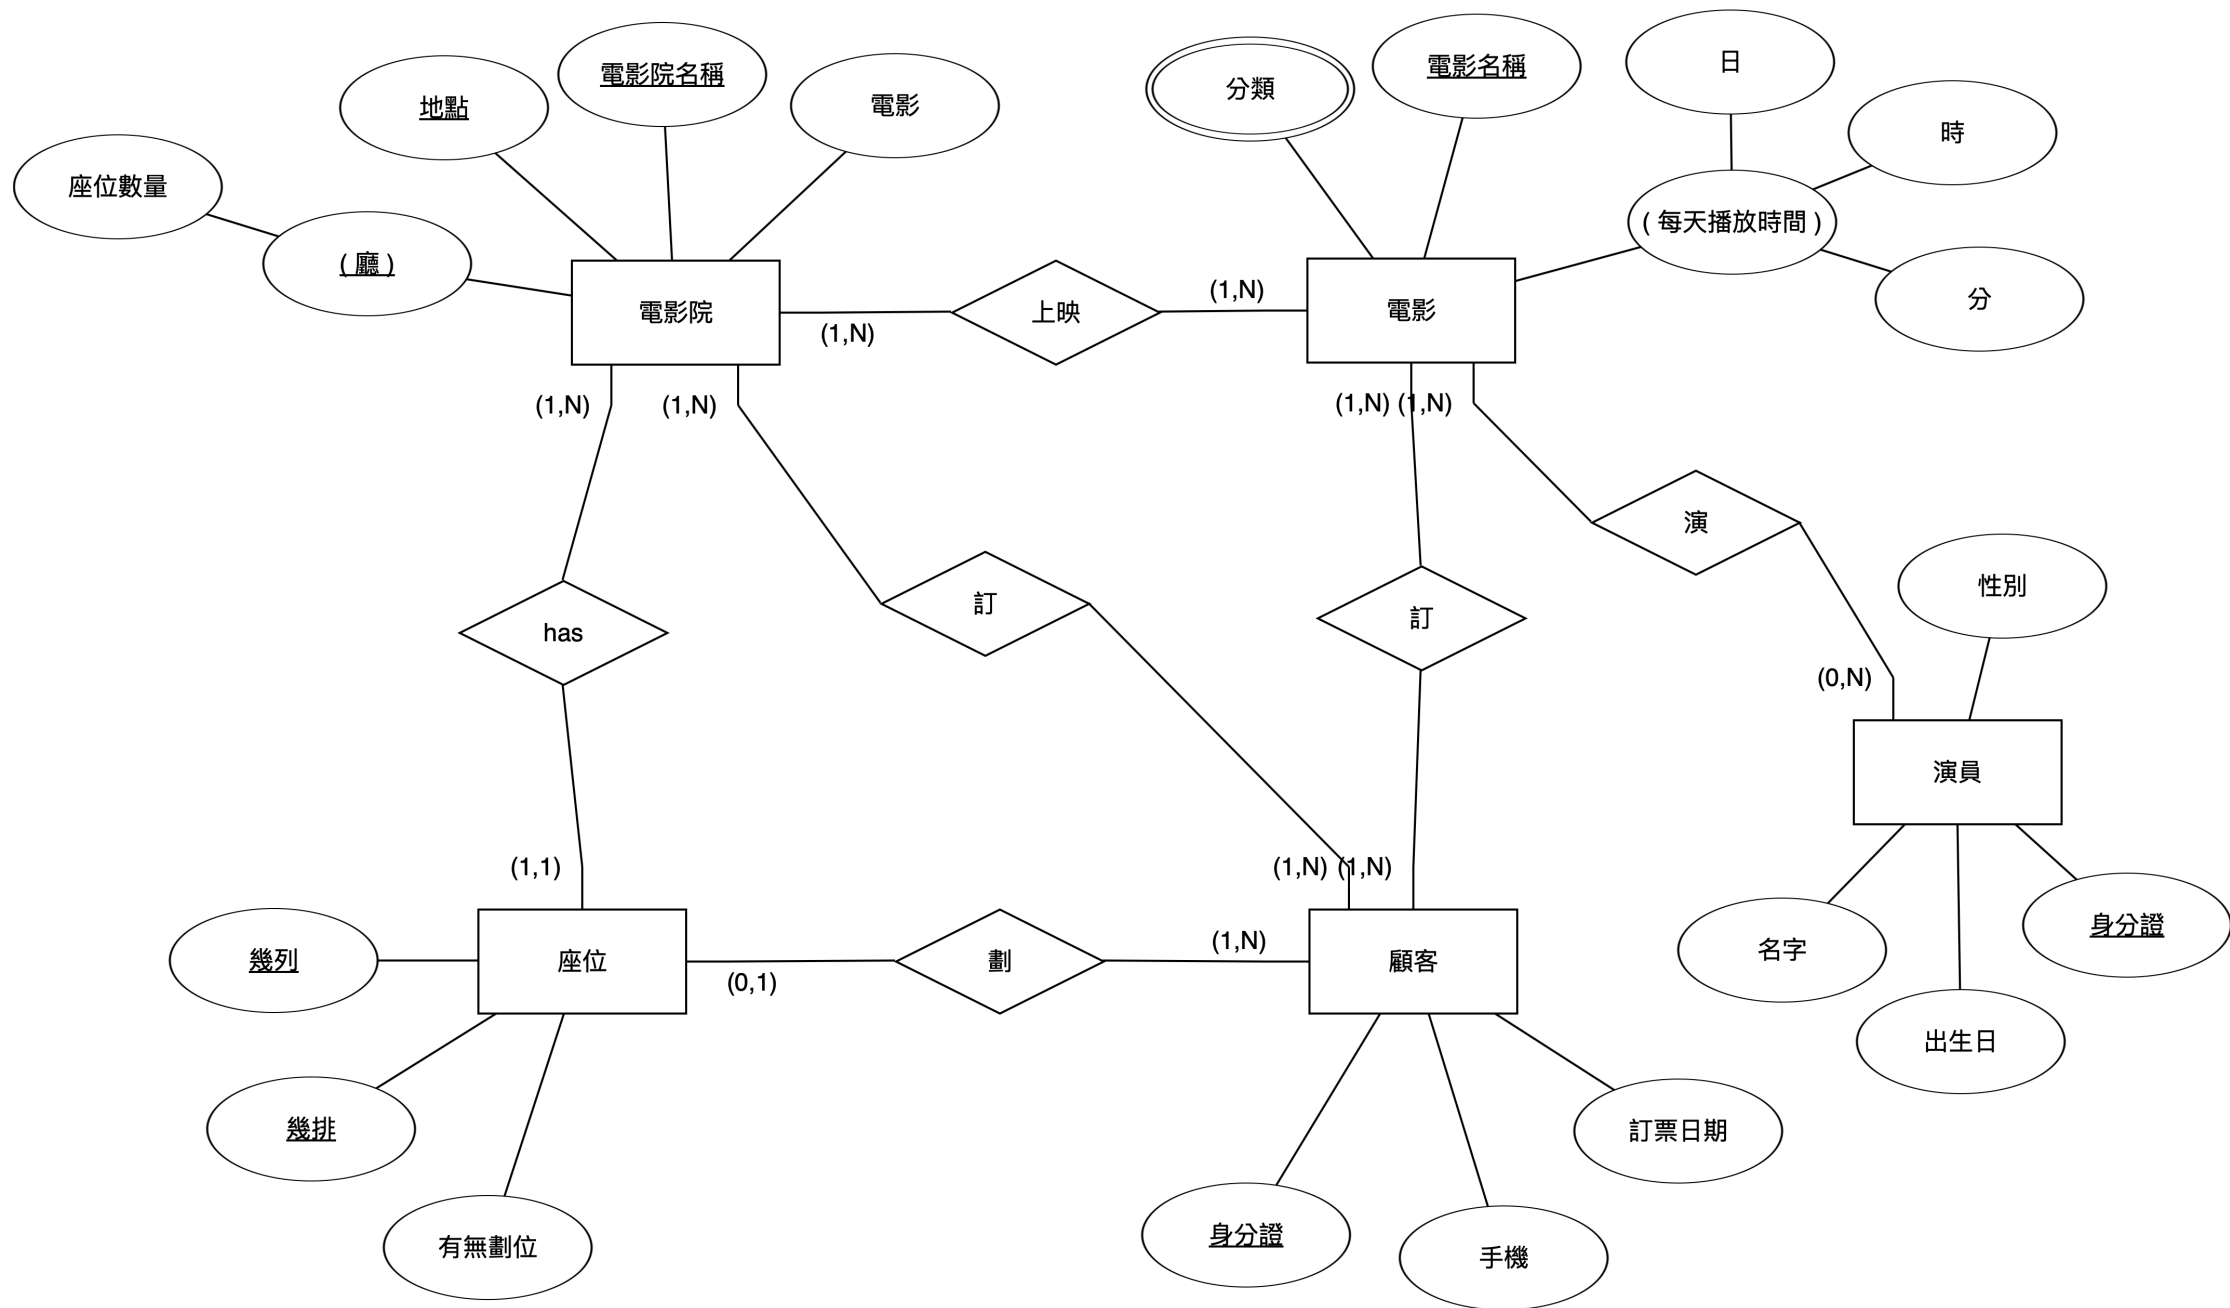 日
電影名稱
電影院名稱
分類
電影
地點
時
座位數量
( 每天播放時間 )
( 廳 )
分
(1,N)
電影院
上映
電影
(1,N)
(1,N)
(1,N)
(1,N)
(1,N)
演
性別
訂
訂
has
(0,N)
演員
(1,1)
(1,N)
(1,N)
身分證
(1,N)
名字
幾列
座位
劃
顧客
(0,1)
出生日
幾排
訂票日期
身分證
有無劃位
手機